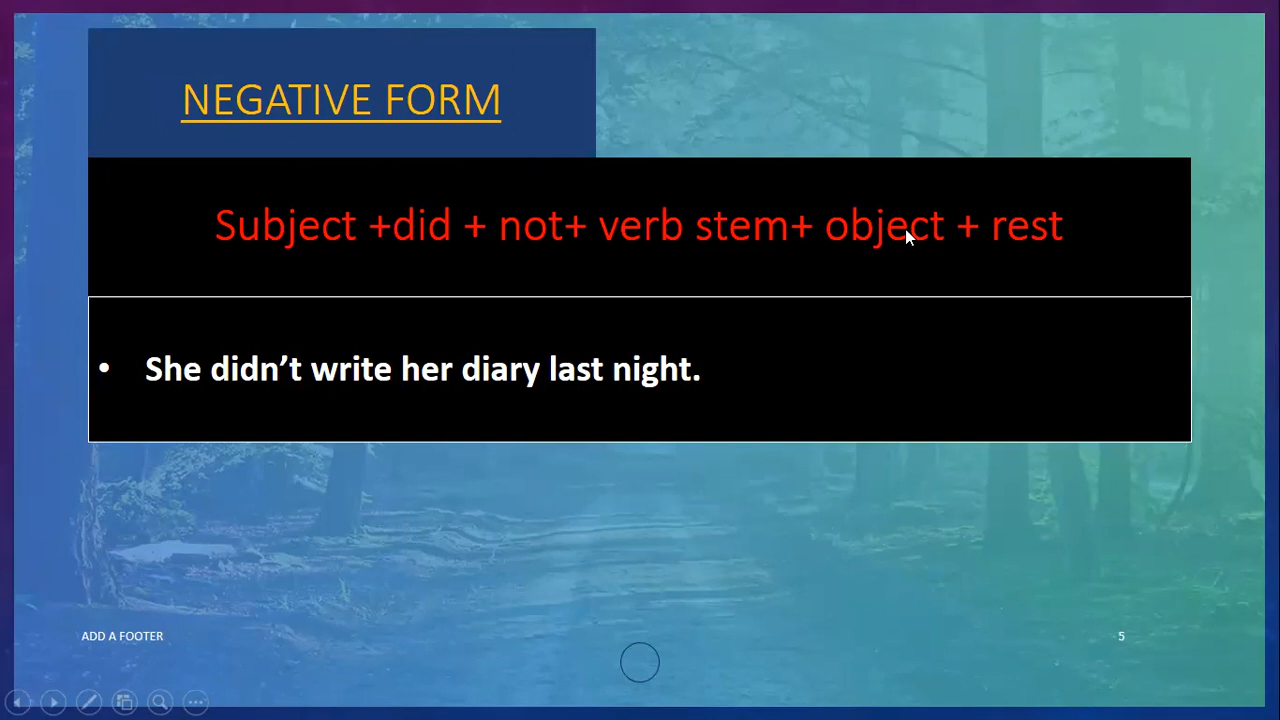 NEGATIVE FORM
Subject +did + not+ verb stem+ object + rest
• She didn’t write her diary last night.
ADD A FOOTER
5